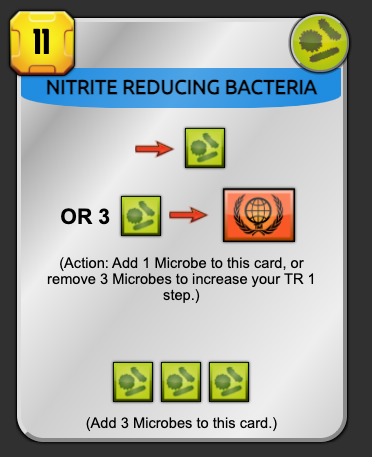 11
NITRITE REDUCING BACTERIA
OR 3
(Action: Add 1 Microbe to this card, or
remove 3 Microbes to increase your TR 1
step.)
(Add 3 Microbes to this card.)